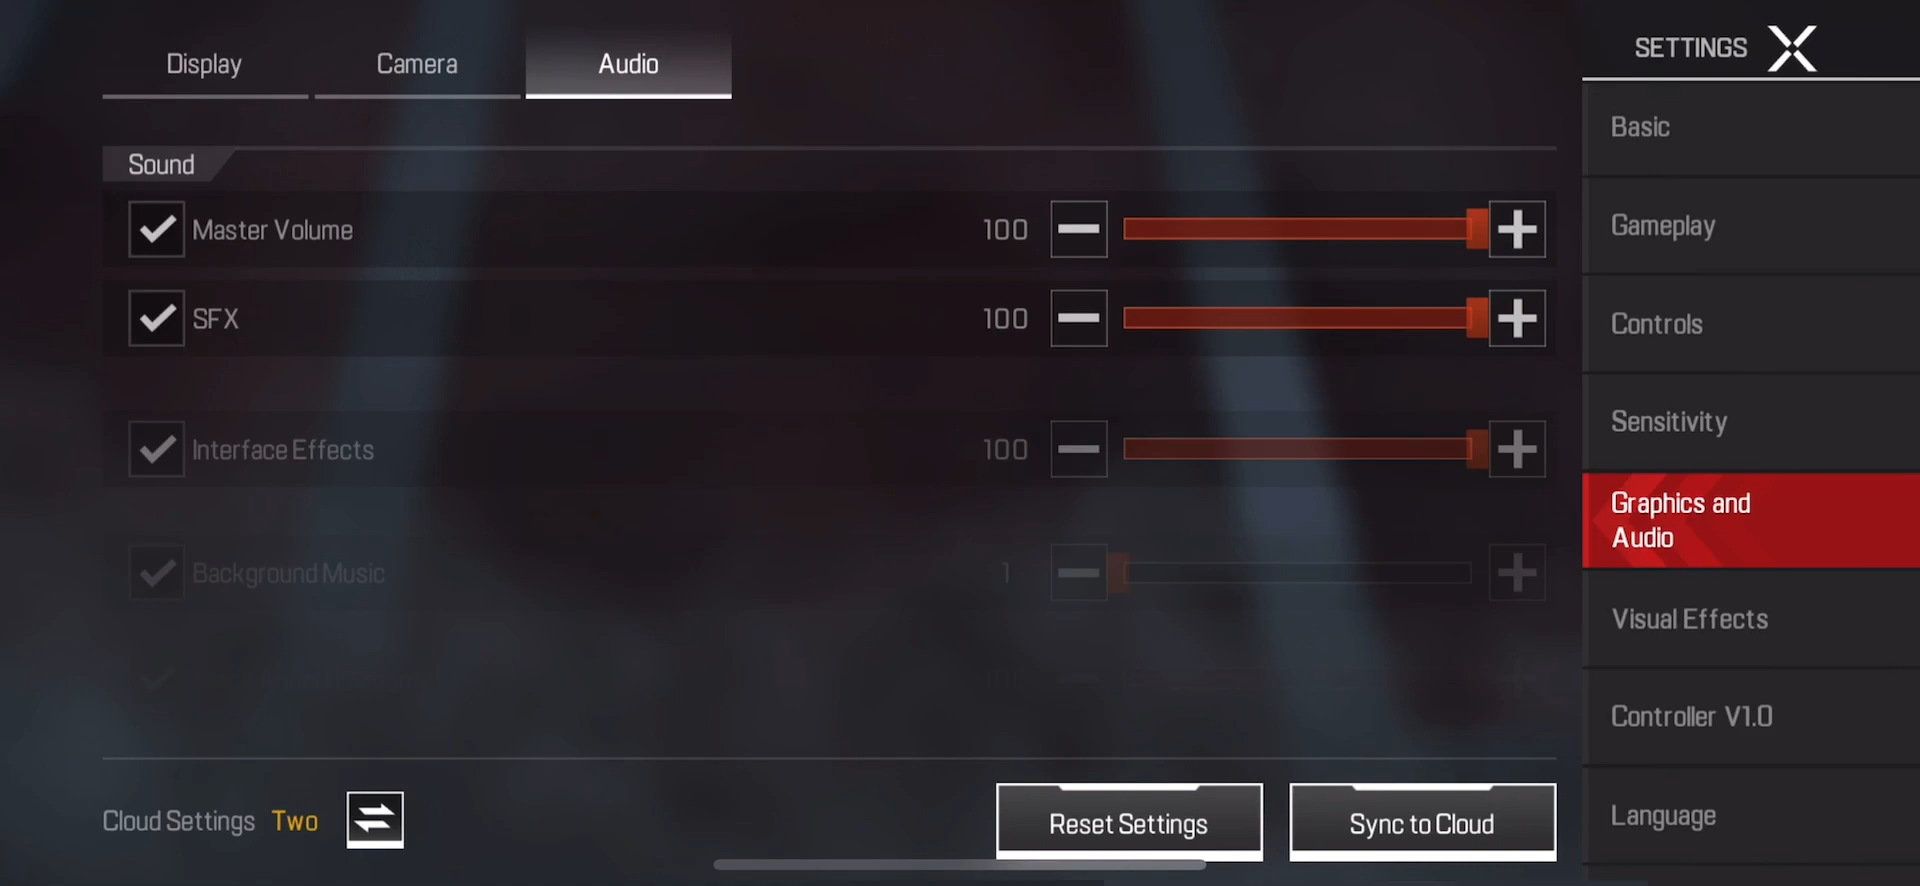 Display
Camera
Audio
SETTINGS
Sound
Master Volume 100
SFX 100
Interface Effects 100
Background Music 1
Cloud Settings Two
Reset Settings
Sync to Cloud
Basic
Gameplay
Controls
Sensitivity
Graphics and
Audio
Visual Effects
Controller V1.0
Language